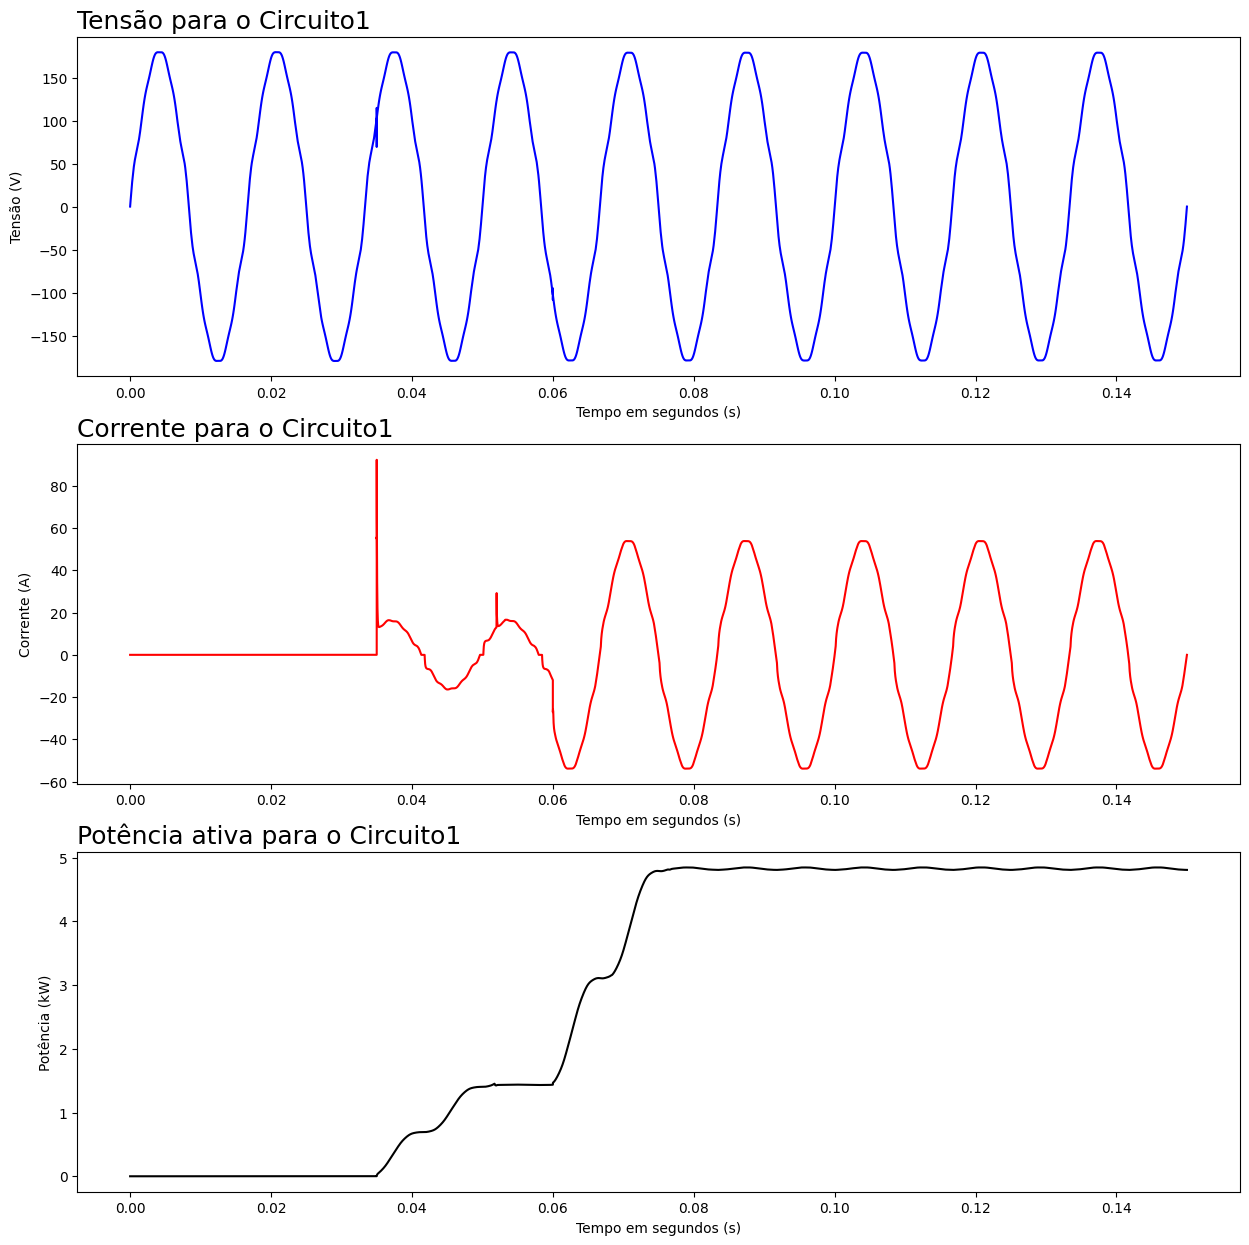 Tensão para o Circuito1
150
100
50
0
−50
−100
−150
Tensão (V)
0.00 0.02 0.04 0.06 0.08 0.10 0.12 0.14
Tempo em segundos (s)
Corrente para o Circuito1
80
60
40
20
0
−20
−40
−60
Corrente (A)
0.00 0.02 0.04 0.06 0.08 0.10 0.12 0.14
Tempo em segundos (s)
Potência ativa para o Circuito1
5
4
3
2
1
0
Potência (kW)
0.00 0.02 0.04 0.06 0.08 0.10 0.12 0.14
Tempo em segundos (s)